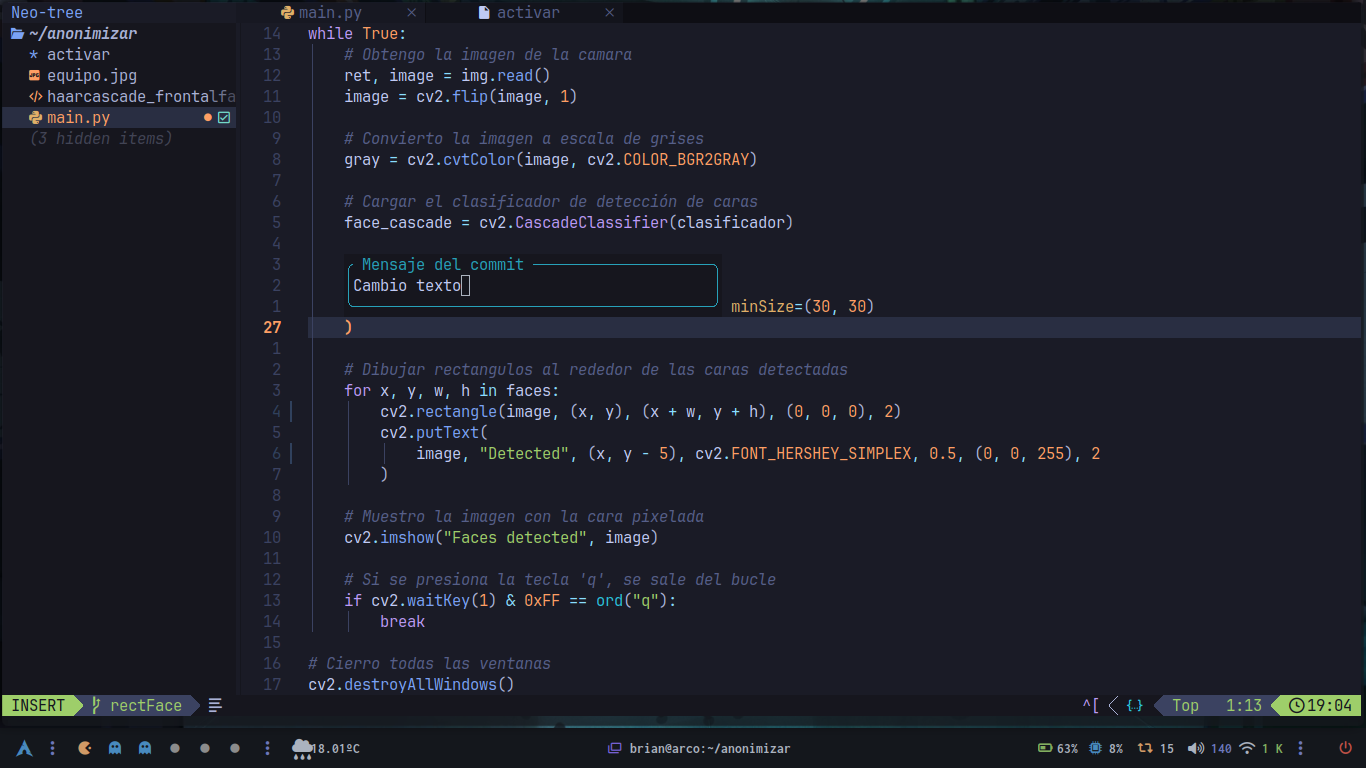 Neo-tree
~/anonimizar
* activar
equipo.jpg
haarcascade_frontalfa
main.py
(3 hidden items)
main.py ×
activar ×
14 while True:
13 # Obtengo la imagen de la camara
12 ret, image = img.read()
11 image = cv2.flip(image, 1)
10
9 # Convierto la imagen a escala de grises
8 gray = cv2.cvtColor(image, cv2.COLOR_BGR2GRAY)
7
6 # Cargar el clasificador de detección de caras
5 face_cascade = cv2.CascadeClassifier(clasificador)
4
3 Mensaje del commit
2 Cambio texto
1 minSize=(30, 30)
27 )
1
2 # Dibujar rectangulos al rededor de las caras detectadas
3 for x, y, w, h in faces:
4 cv2.rectangle(image, (x, y), (x + w, y + h), (0, 0, 0), 2)
5 cv2.putText(
6 image, "Detected", (x, y - 5), cv2.FONT_HERSHEY_SIMPLEX, 0.5, (0, 0, 255), 2
7 )
8
9 # Muestro la imagen con la cara pixelada
10 cv2.imshow("Faces detected", image)
11
12 # Si se presiona la tecla 'q', se sale del bucle
13 if cv2.waitKey(1) & 0xFF == ord("q"):
14 break
15
16 # Cierro todas las ventanas
17 cv2.destroyAllWindows()
INSERT rectFace ^[ {..} Top 1:13 19:04
18.01ºC brian@arco:~/anonimizar 63% 8% 15 140 1 K